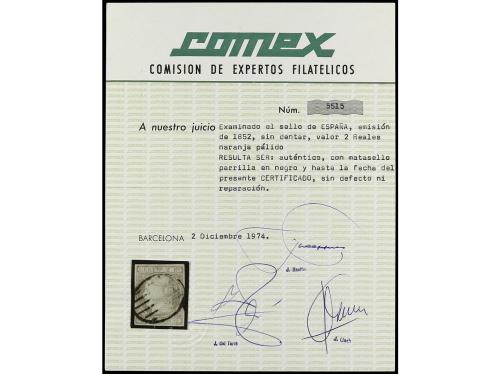 comex
COMISION DE EXPERTOS FILATELICOS
Núm. 5515
A nuestro juicio Examinado el sello de ESPAÑA, emisión
de 1852, sin dentar, valor 2 Reales
naranja pálido
RESULTA SER: auténtico, con matasello
parrilla en negro y hasta la fecha del
presente CERTIFICADO, sin defecto ni
reparación.
BARCELONA 2 Diciembre 1974.